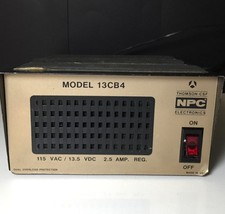 THOMSON-CSF
MODEL 13CB4
NPC
ELECTRONICS
ON
115 VAC / 13.5 VDC 2.5 AMP. REG.
OFF